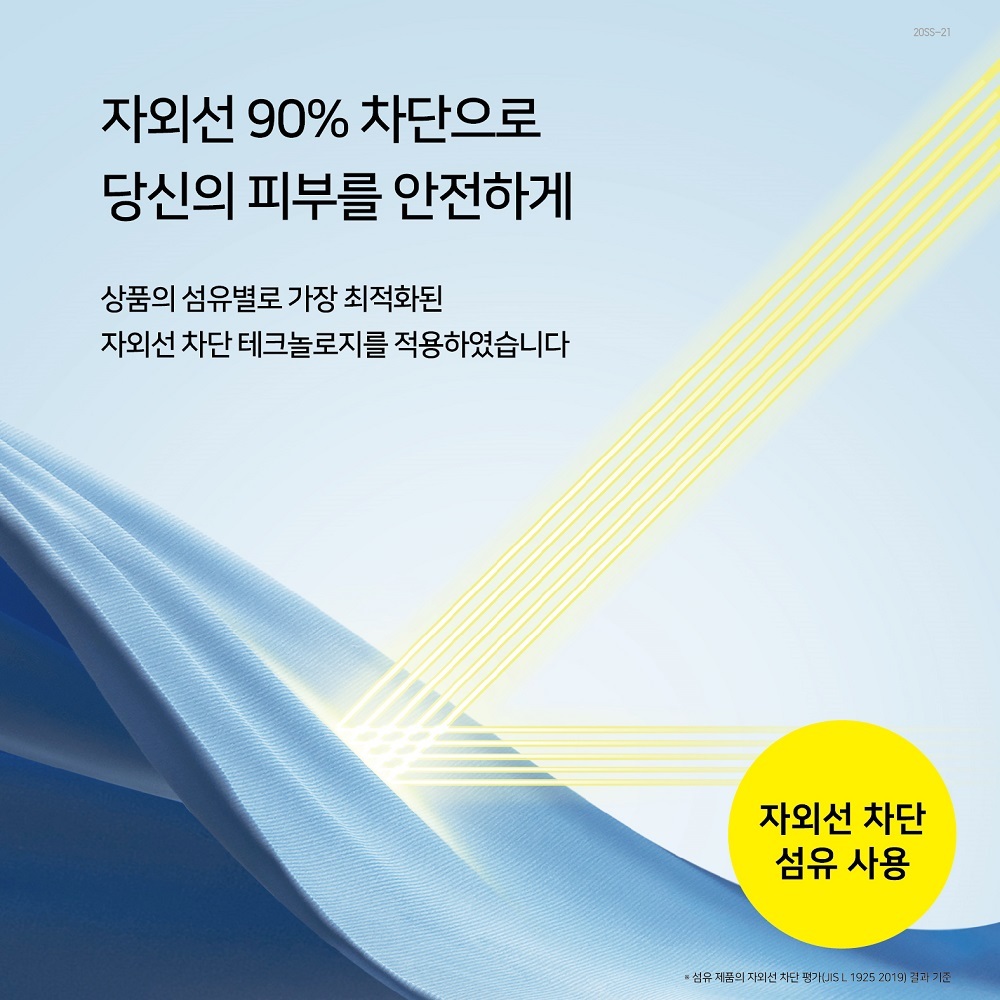 20SS-21
자외선 90% 차단으로
당신의 피부를 안전하게
상품의 섬유별로 가장 최적화된
자외선 차단 테크놀로지를 적용하였습니다
자외선 차단
섬유 사용
※ 섬유 제품의 자외선 차단 평가(JIS L 1925 2019) 결과 기준